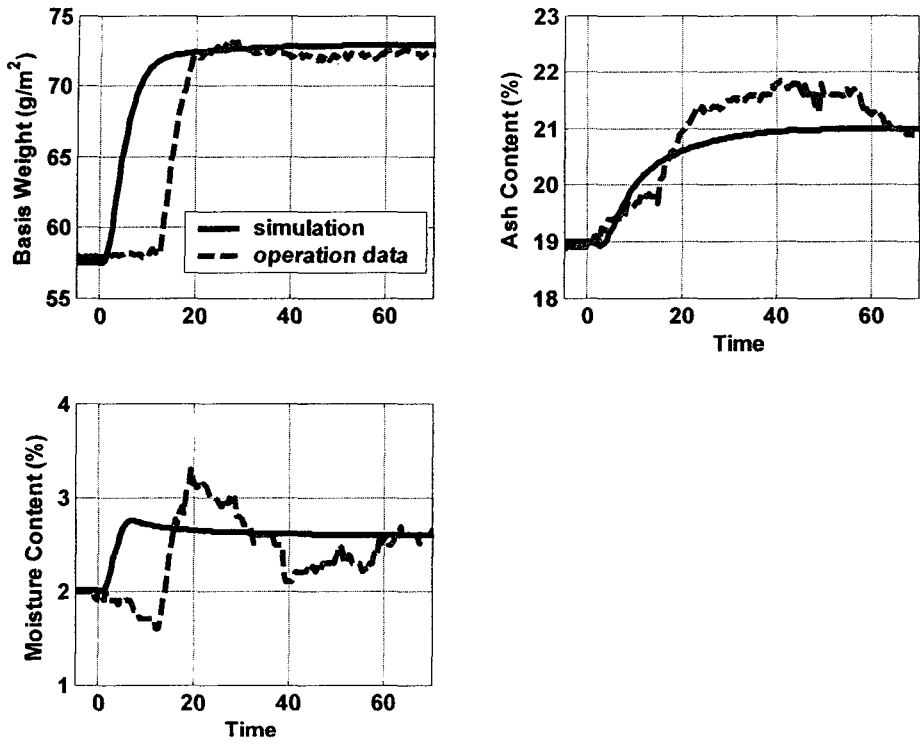 75
70
65
60
55
Basis Weight (g/m²)
simulation
operation data
0 20 40 60
23
22
21
20
19
18
Ash Content (%)
0 20 40 60
Time
4
3
2
1
Moisture Content (%)
0 20 40 60
Time